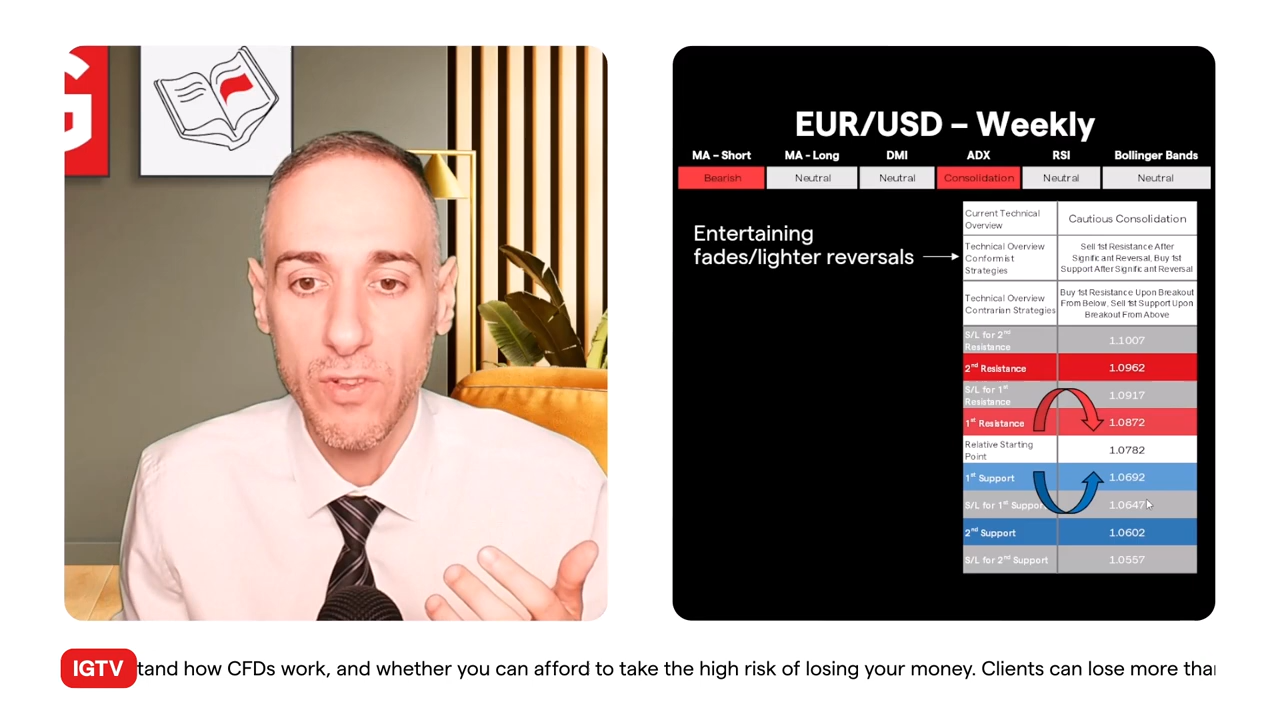 G
EUR/USD – Weekly
MA – Short MA - Long DMI ADX RSI Bollinger Bands
Bearish Neutral Neutral Consolidation Neutral Neutral
Entertaining
fades/lighter reversals
Current Technical
Overview
Cautious Consolidation
Technical Overview
Conformist
Strategies
Sell 1st Resistance After
Significant Reversal, Buy 1st
Support After Significant Reversal
Technical Overview
Contrarian Strategies
Buy 1st Resistance Upon Breakout
From Below, Sell 1st Support Upon
Breakout From Above
S/L for 2nd
Resistance
1.1007
2nd Resistance 1.0962
S/L for 1st
Resistance
1.0917
1st Resistance 1.0872
Relative Starting
Point
1.0782
1st Support 1.0692
S/L for 1st Support 1.0647
2nd Support 1.0602
S/L for 2nd Support 1.0557
IGTV tand how CFDs work, and whether you can afford to take the high risk of losing your money. Clients can lose more than